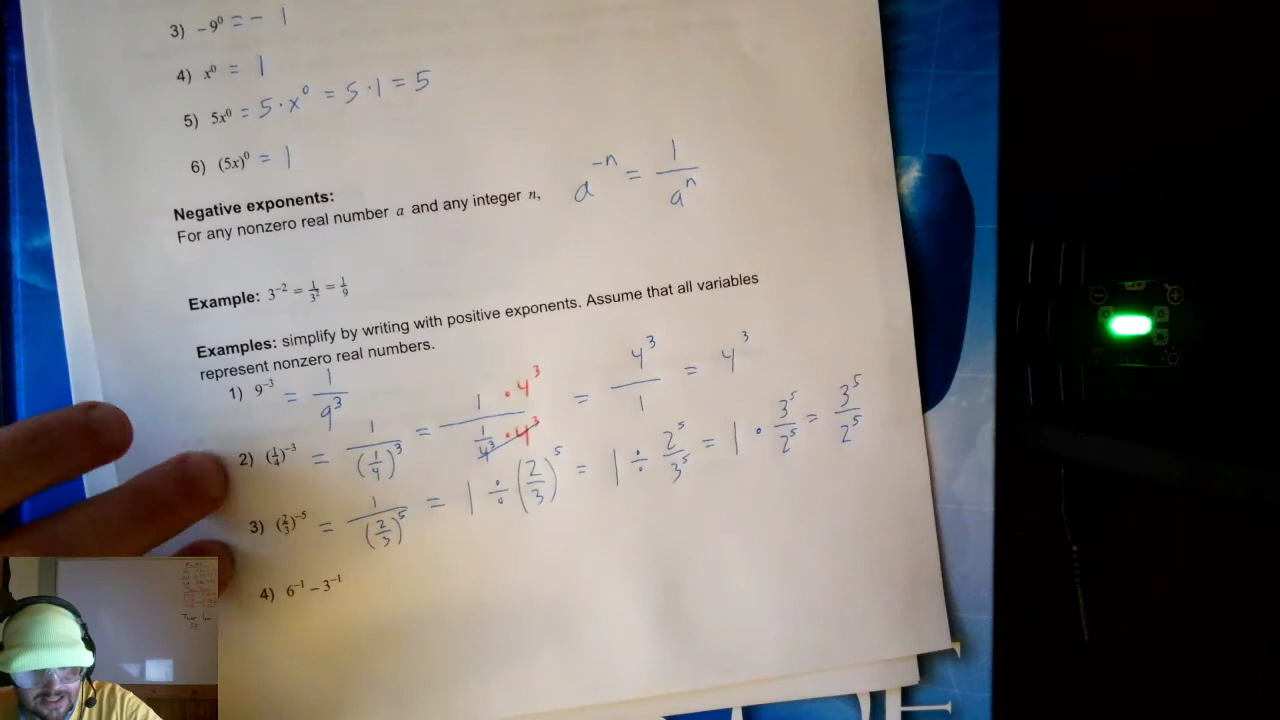 3) −9⁰ = − 1
4) x⁰ = 1
5) 5x⁰ = 5 · x⁰ = 5 · 1 = 5
6) (5x)⁰ = 1
Negative exponents:
For any nonzero real number a and any integer n, a⁻ⁿ = 1/aⁿ
Example: 3⁻² = 1/3² = 1/9
Examples: simplify by writing with positive exponents. Assume that all variables
represent nonzero real numbers.
1) 9⁻³ = 1/9³
2) (1/4)⁻³ = 1/(1/4)³ = (1 · 4³)/(1/4³ · 4³) = 4³/1 = 4³
3) (2/3)⁻⁵ = 1/(2/3)⁵ = 1 ÷ (2/3)⁵ = 1 ÷ 2⁵/3⁵ = 1 · 3⁵/2⁵ = 3⁵/2⁵
4) 6⁻¹ − 3⁻¹